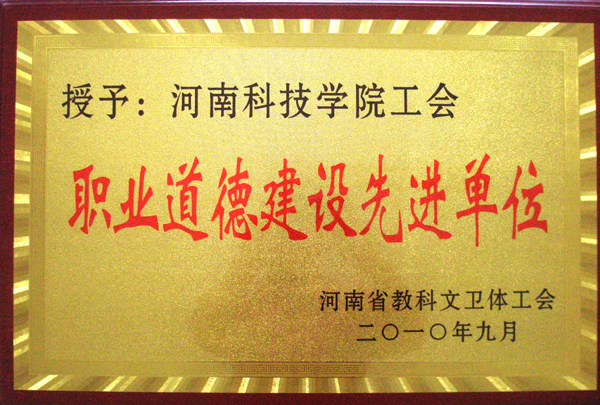 授予：河南科技学院工会
职业道德建设先进单位
河南省教科文卫体工会
二〇一〇年九月